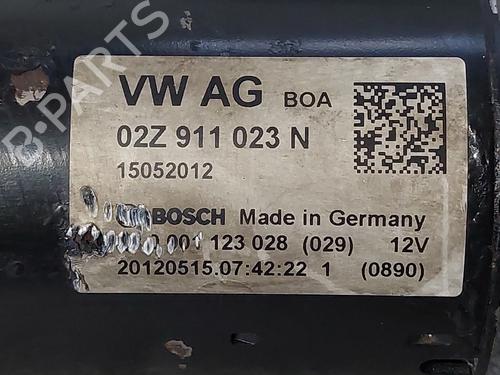 B-PARTS
VW AG BOA
02Z 911 023 N
15052012
BOSCH Made in Germany
0 001 123 028 (029) 12V
20120515.07:42:22 1 (0890)